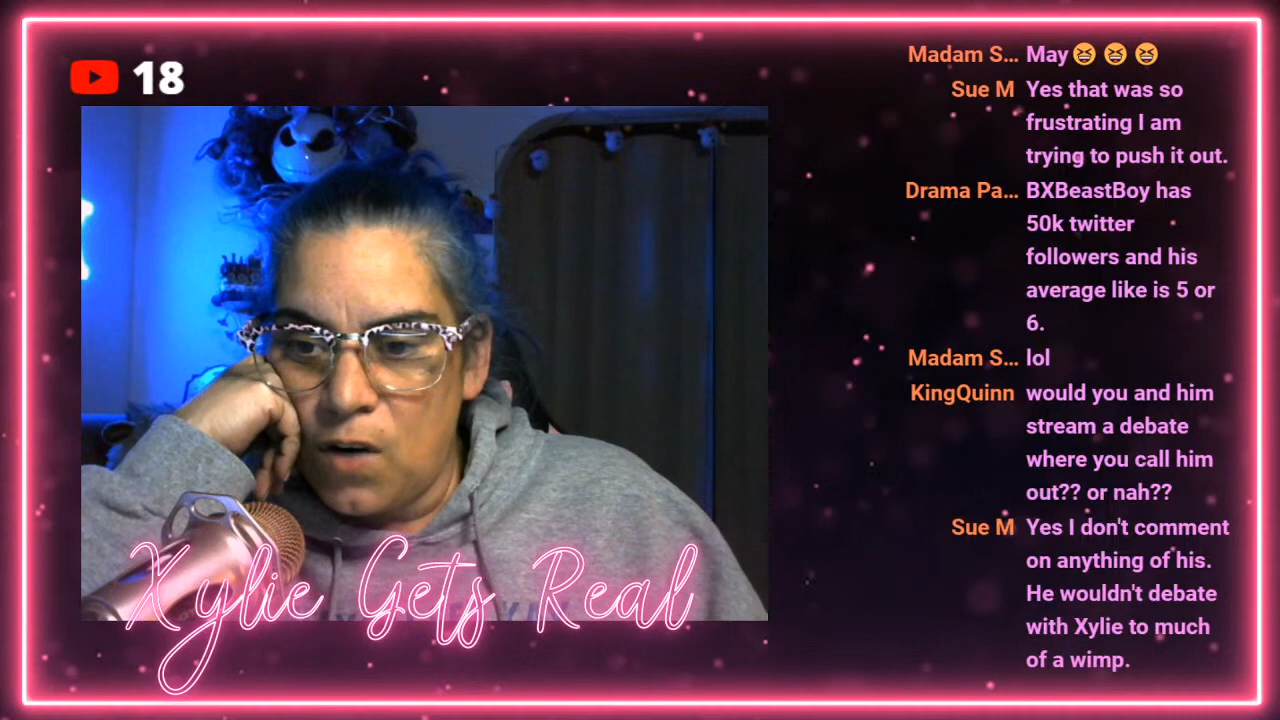 18
Xylie Gets Real
Madam S... May😆 😆 😆
Sue M Yes that was so
frustrating I am
trying to push it out.
Drama Pa... BXBeastBoy has
50k twitter
followers and his
average like is 5 or
6.
Madam S... lol
KingQuinn would you and him
stream a debate
where you call him
out?? or nah??
Sue M Yes I don't comment
on anything of his.
He wouldn't debate
with Xylie to much
of a wimp.